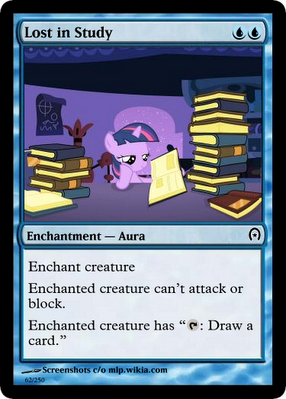 Lost in Study
Enchantment — Aura
Enchant creature
Enchanted creature can't attack or
block.
Enchanted creature has “: Draw a
card.”
Screenshots c/o mlp.wikia.com
62/250